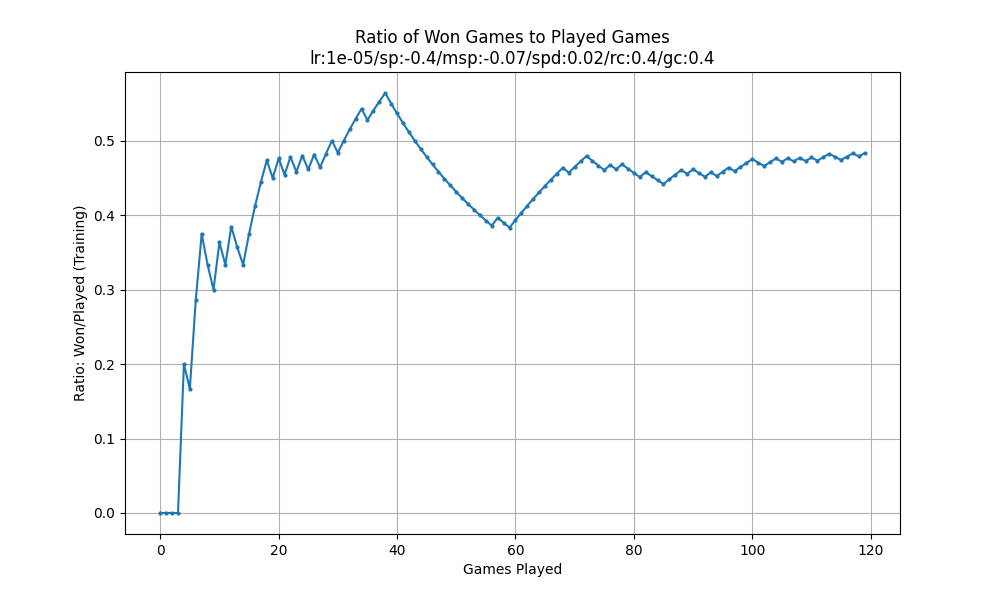 Ratio of Won Games to Played Games
lr:1e-05/sp:-0.4/msp:-0.07/spd:0.02/rc:0.4/gc:0.4
Ratio: Won/Played (Training)
0.5
0.4
0.3
0.2
0.1
0.0
0 20 40 60 80 100 120
Games Played